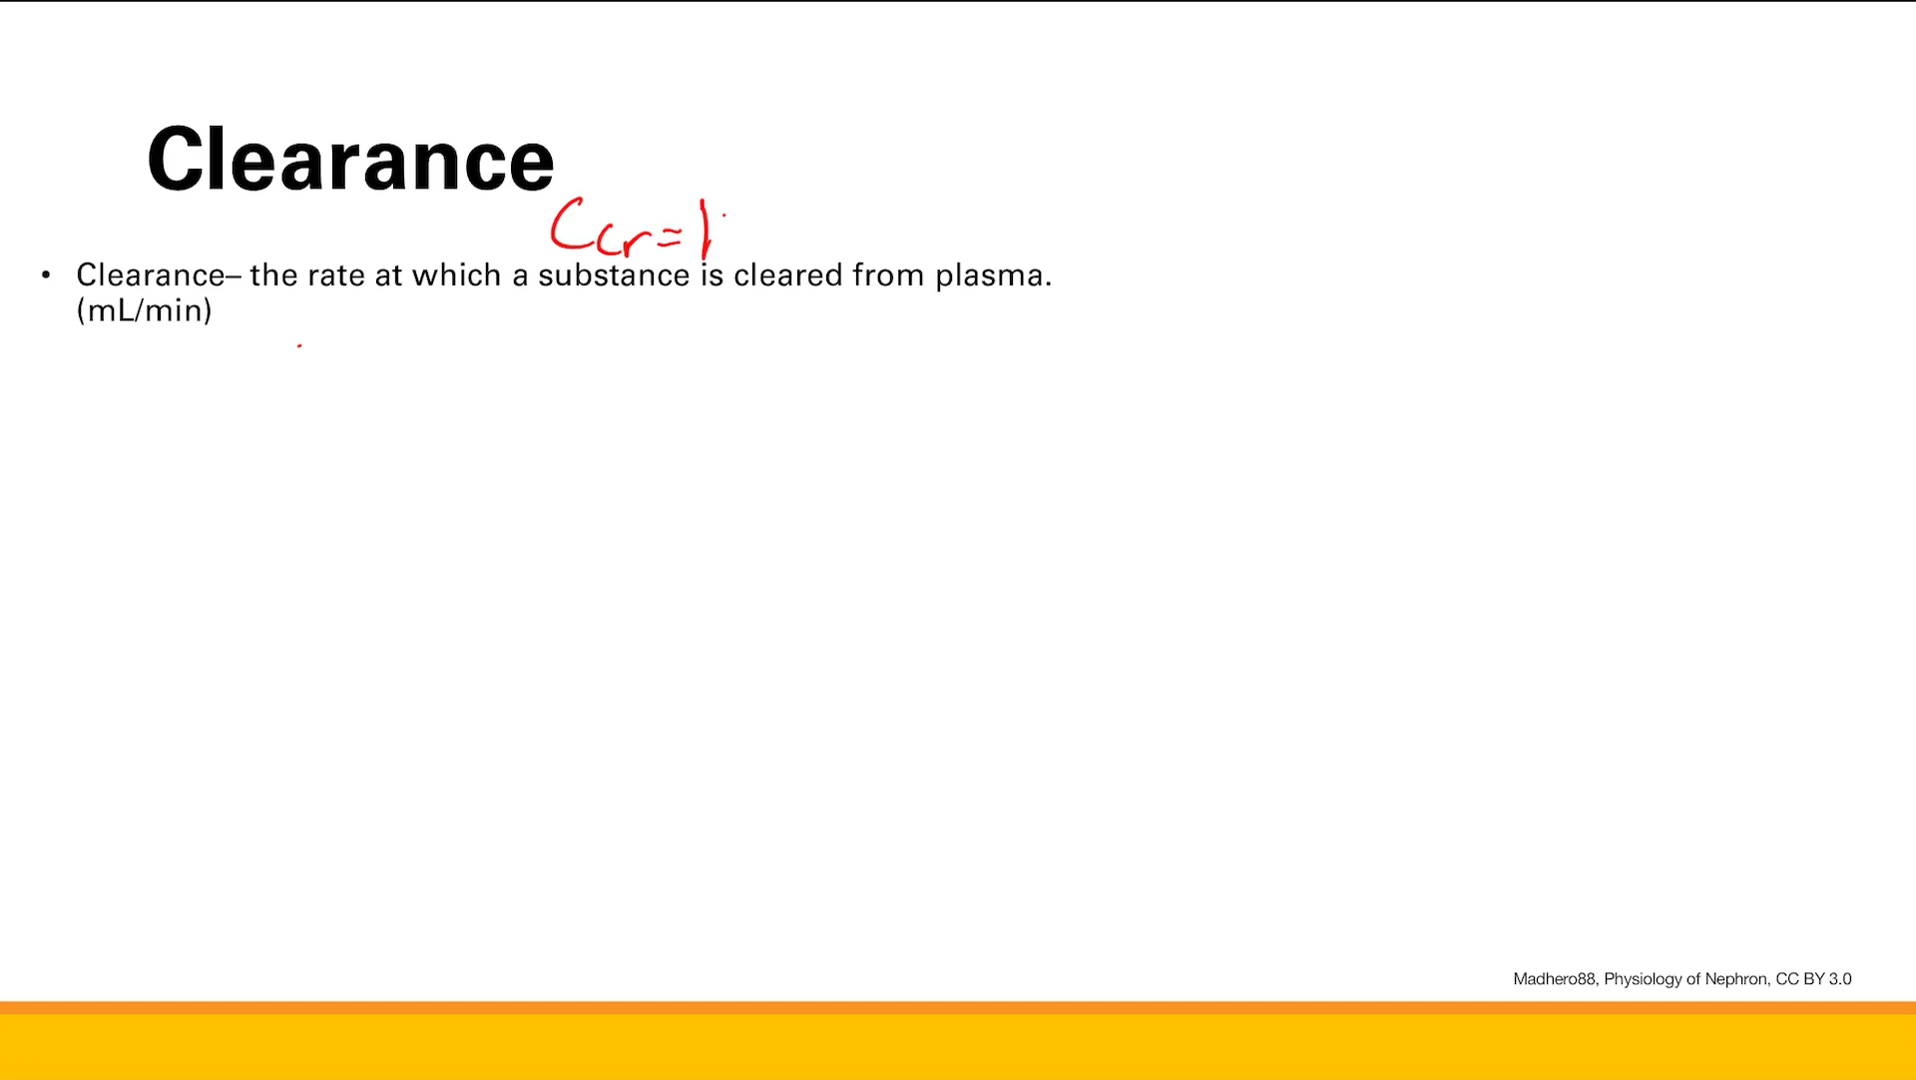 Clearance
Ccr=1
• Clearance– the rate at which a substance is cleared from plasma.
(mL/min)
Madhero88, Physiology of Nephron, CC BY 3.0